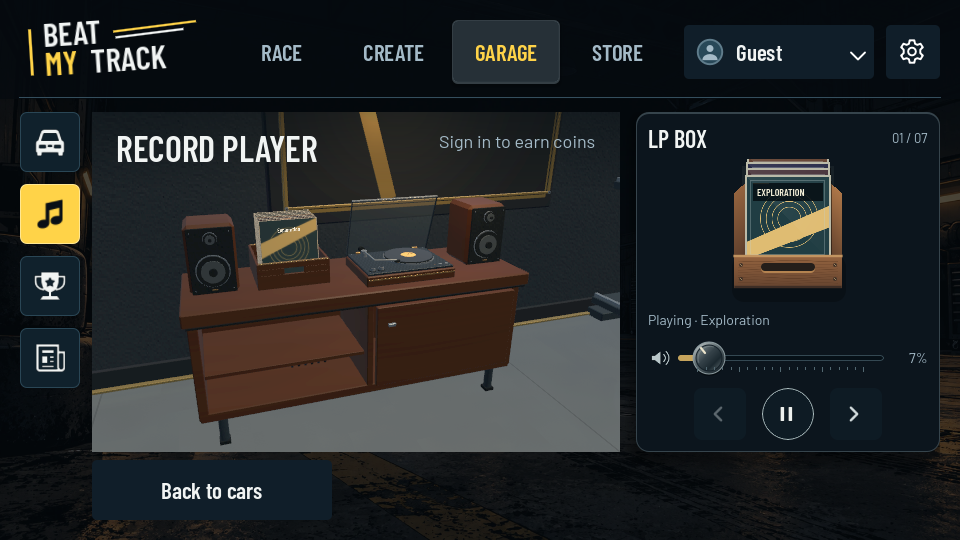 BEAT
MY TRACK
RACE
CREATE
GARAGE
STORE
Guest
RECORD PLAYER
Sign in to earn coins
Exploration
LP BOX
01 / 07
EXPLORATION
Playing · Exploration
7%
Back to cars